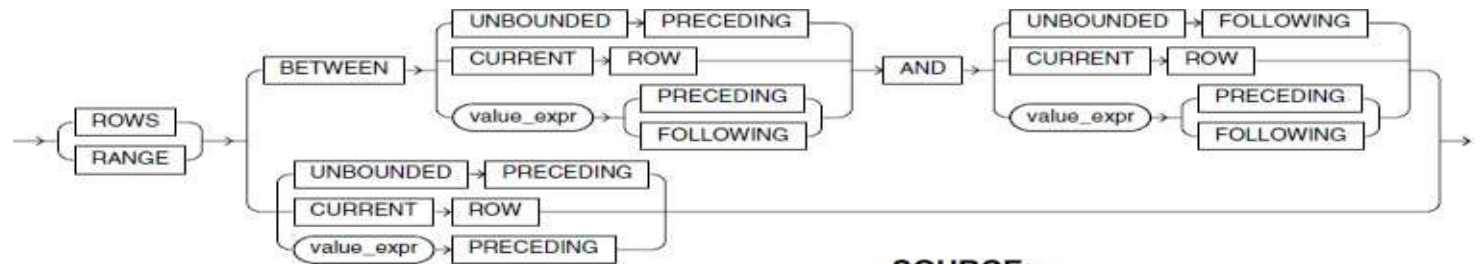 UNBOUNDED PRECEDING
UNBOUNDED FOLLOWING
CURRENT ROW
CURRENT ROW
BETWEEN
AND
value_expr PRECEDING
FOLLOWING
value_expr PRECEDING
FOLLOWING
ROWS
RANGE
UNBOUNDED PRECEDING
CURRENT ROW
value_expr PRECEDING